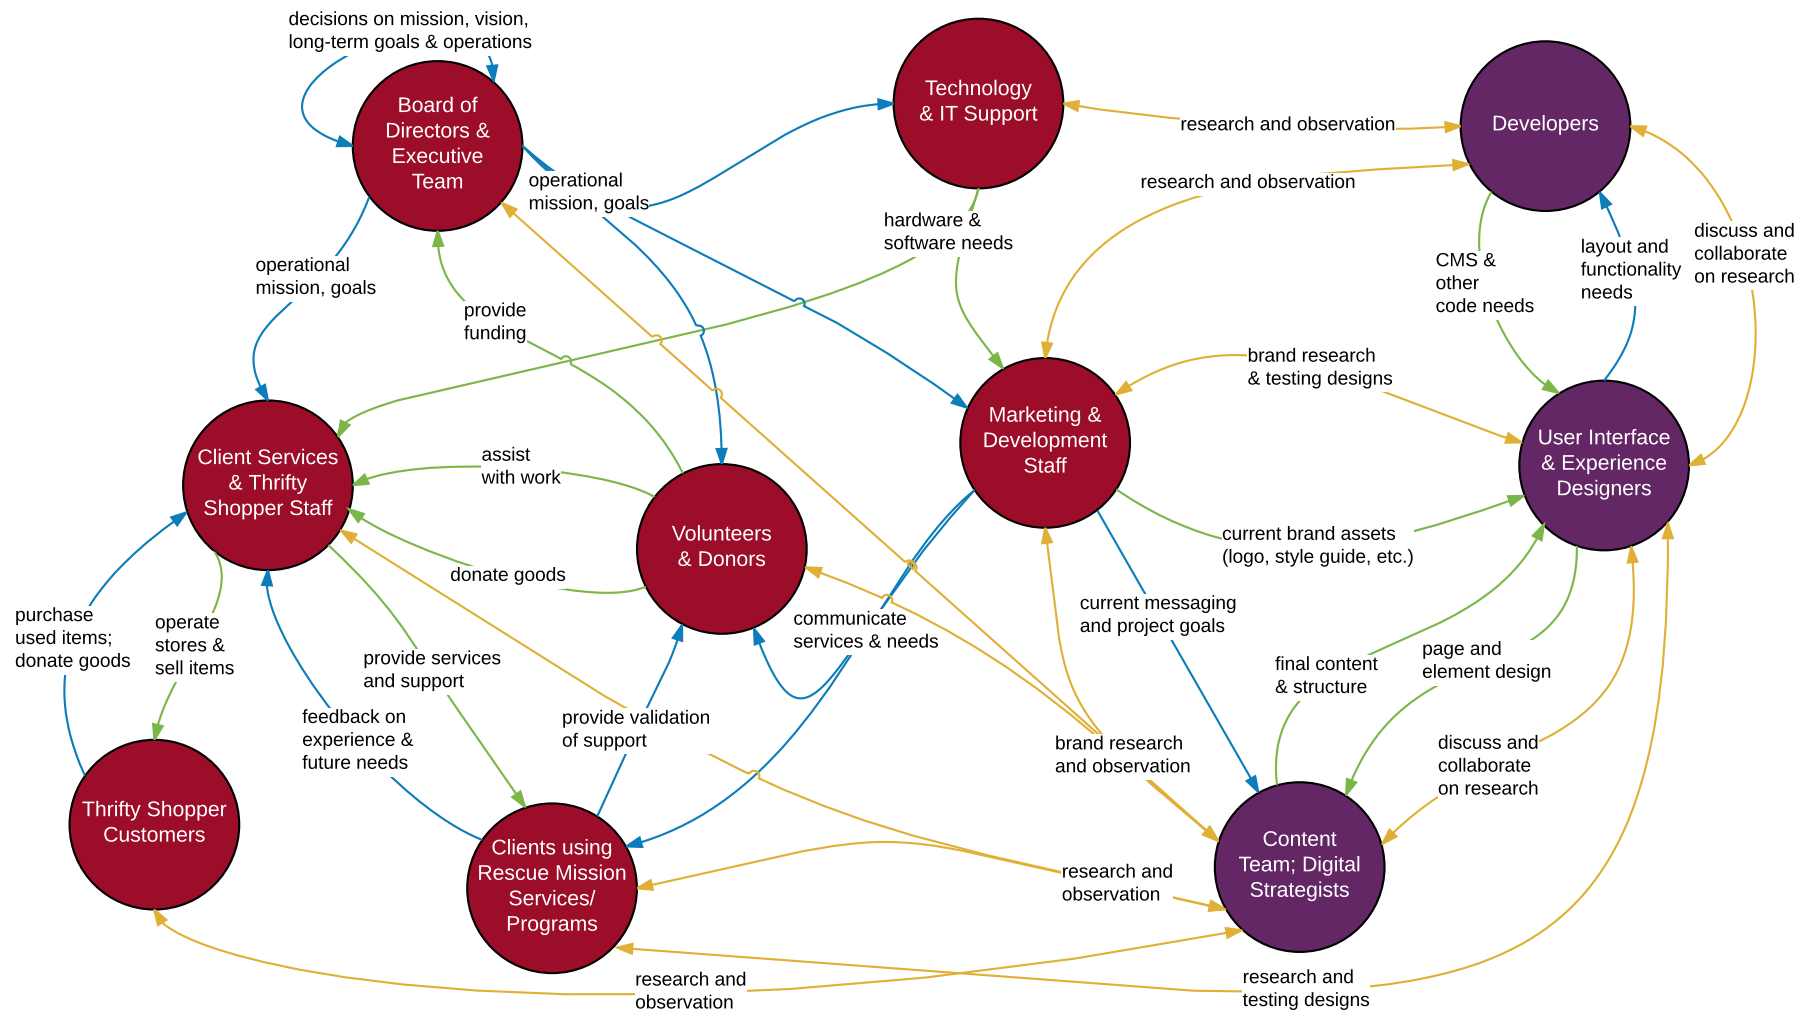 decisions on mission, vision,
long-term goals & operations
Board of
Directors &
Executive
Team
Technology
& IT Support
Developers
research and observation
research and observation
operational
mission, goals
hardware &
software needs
discuss and
collaborate
on research
layout and
functionality
needs
CMS &
other
code needs
operational
mission, goals
provide
funding
brand research
& testing designs
Client Services
& Thrifty
Shopper Staff
assist
with work
Marketing &
Development
Staff
User Interface
& Experience
Designers
Volunteers
& Donors
current brand assets
(logo, style guide, etc.)
donate goods
purchase
used items;
donate goods
operate
stores &
sell items
provide services
and support
communicate
services & needs
current messaging
and project goals
final content
& structure
page and
element design
feedback on
experience &
future needs
provide validation
of support
brand research
and observation
discuss and
collaborate
on research
Thrifty Shopper
Customers
Clients using
Rescue Mission
Services/
Programs
Content
Team; Digital
Strategists
research and
observation
research and
observation
research and
testing designs